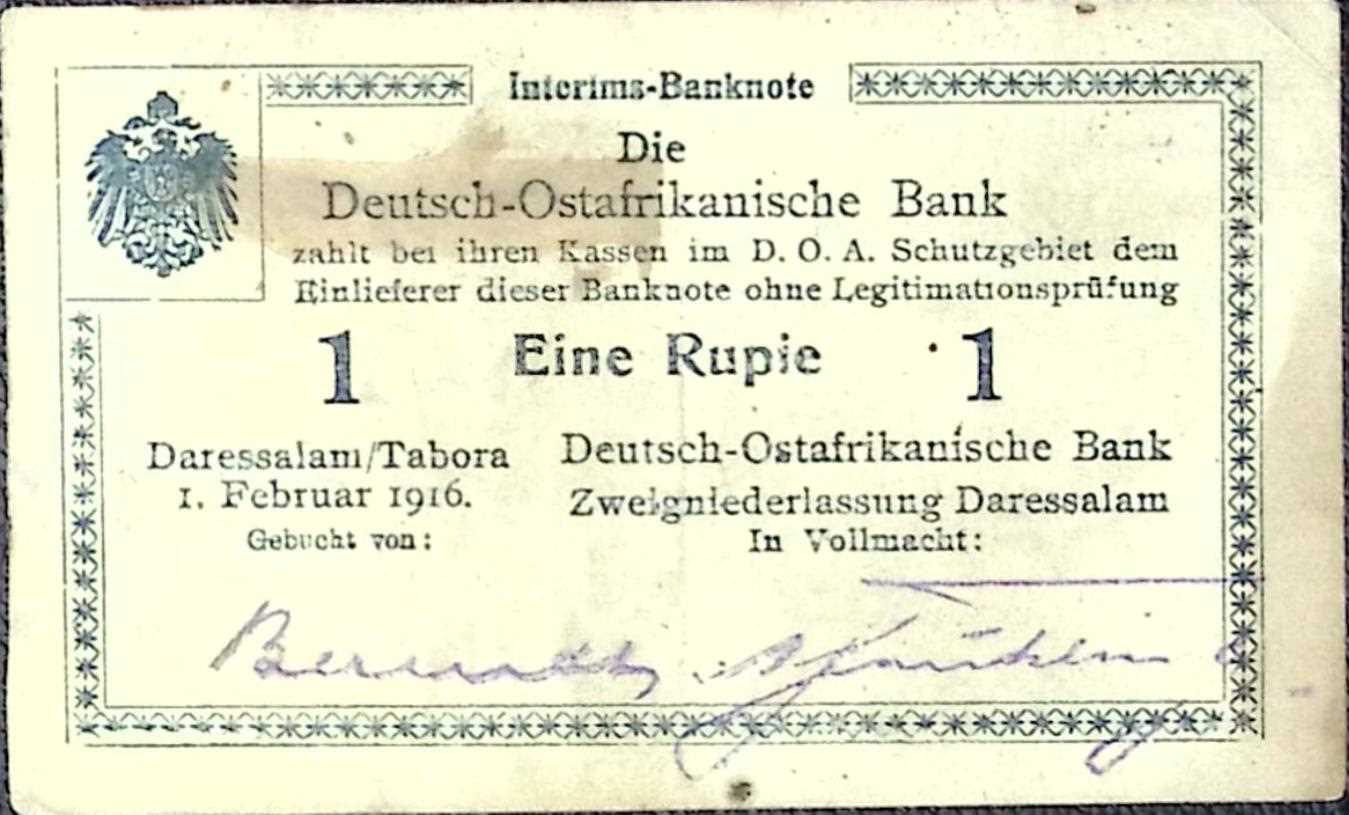 Interims-Banknote
Die
Deutsch-Ostafrikanische Bank
zahlt bei ihren Kassen im D. O. A. Schutzgebiet dem
Einlieferer dieser Banknote ohne Legitimationsprüfung
1 Eine Rupie 1
Daressalam/Tabora
1. Februar 1916.
Gebucht von:
Deutsch-Ostafrikanische Bank
Zweigniederlassung Daressalam
In Vollmacht: